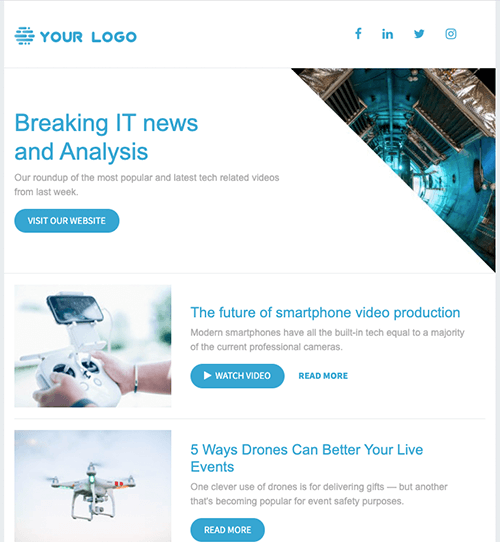 YOUR LOGO
Breaking IT news
and Analysis
Our roundup of the most popular and latest tech related videos
from last week.
VISIT OUR WEBSITE
The future of smartphone video production
Modern smartphones have all the built-in tech equal to a majority
of the current professional cameras.
WATCH VIDEO READ MORE
5 Ways Drones Can Better Your Live
Events
One clever use of drones is for delivering gifts — but another
that's becoming popular for event safety purposes.
READ MORE